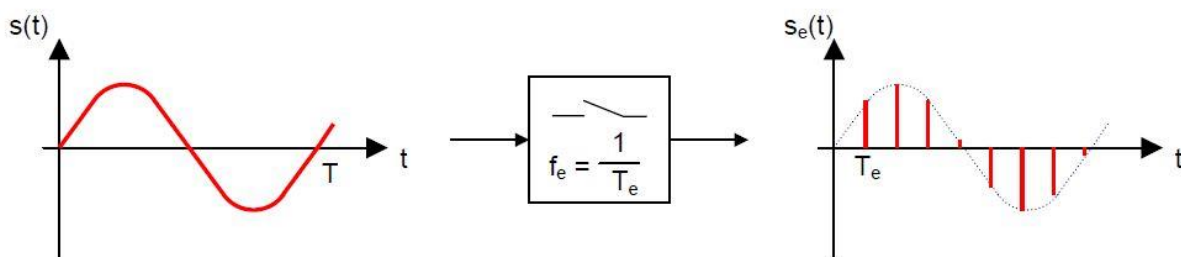 s(t)
T
t
f_e = 1/T_e
s_e(t)
T_e
t